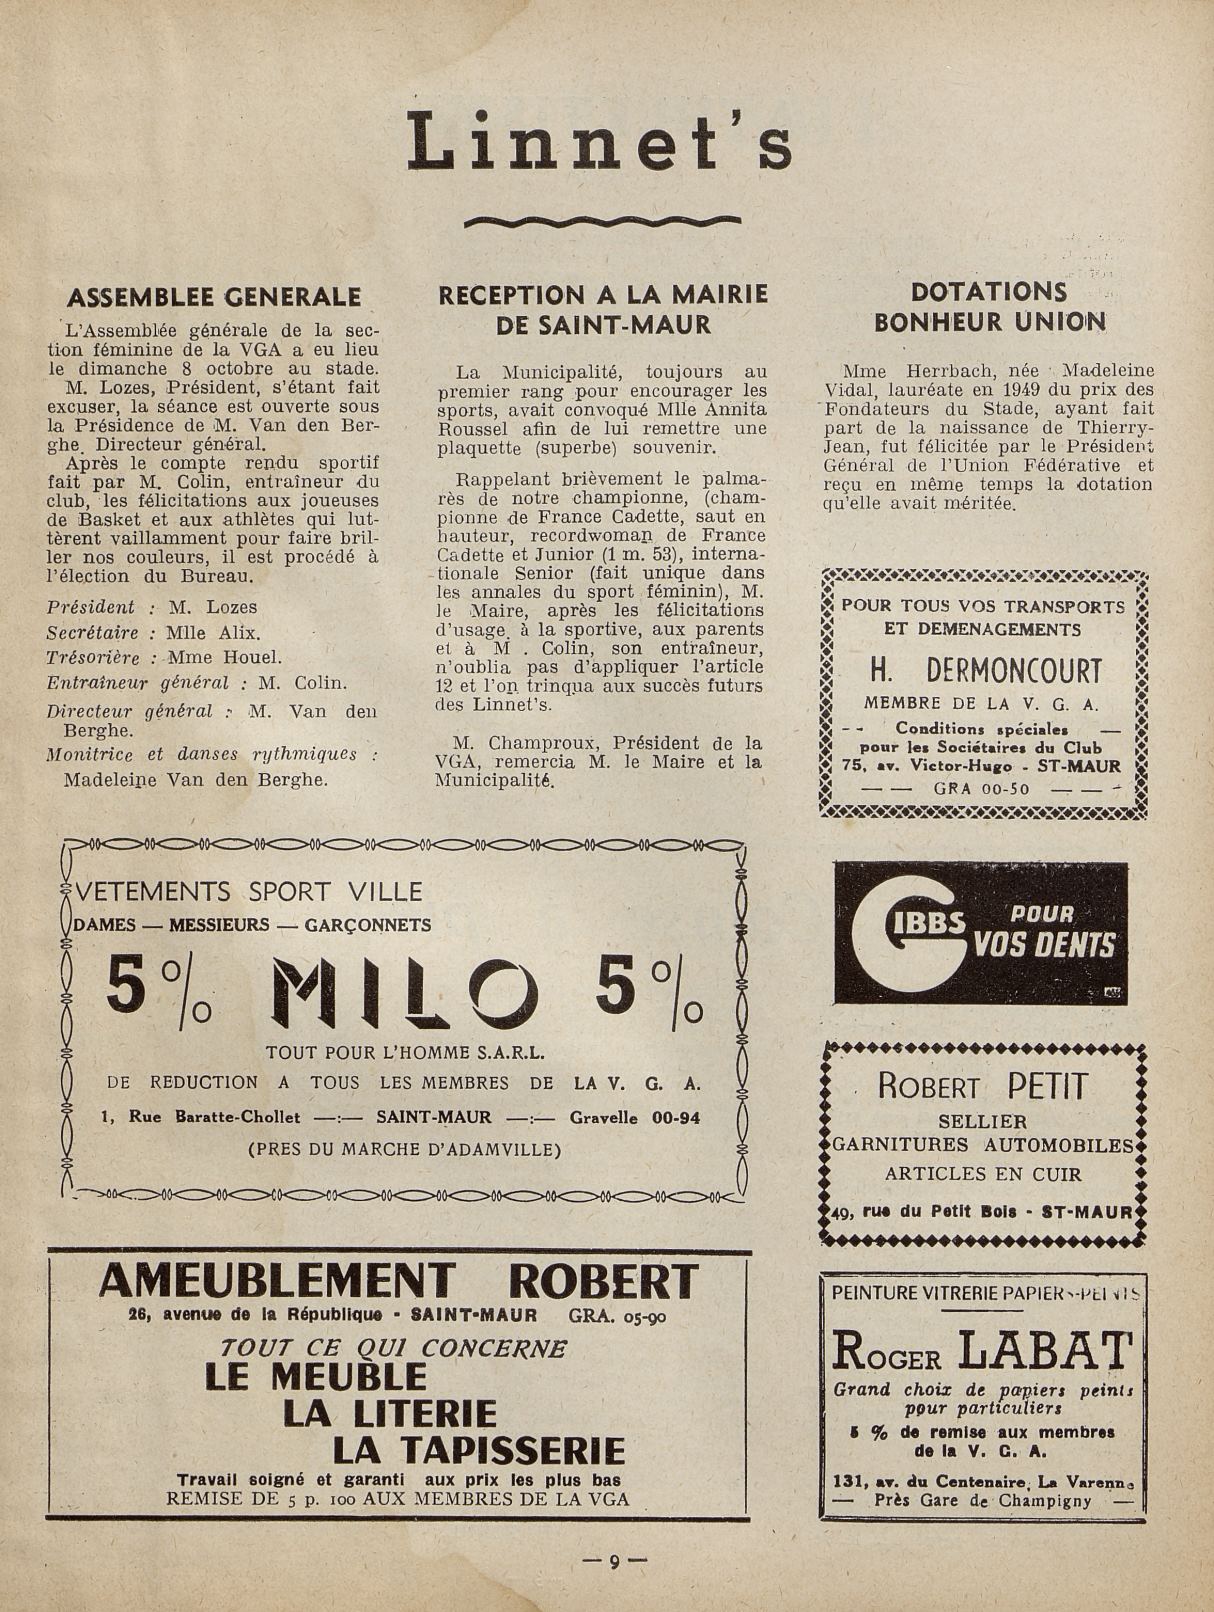 Linnet's
ASSEMBLEE GENERALE
L'Assemblée générale de la sec-
tion féminine de la VGA a eu lieu
le dimanche 8 octobre au stade.
M. Lozes, Président, s'étant fait
excuser, la séance est ouverte sous
la Présidence de M. Van den Ber-
ghe, Directeur général.
Après le compte rendu sportif
fait par M. Colin, entraîneur du
club, les félicitations aux joueuses
de Basket et aux athlètes qui lut-
tèrent vaillamment pour faire bril-
ler nos couleurs, il est procédé à
l'élection du Bureau.
Président : M. Lozes
Secrétaire : Mlle Alix.
Trésorière : Mme Houel.
Entraîneur général : M. Colin.
Directeur général : M. Van den
Berghe.
Monitrice et danses rythmiques :
Madeleine Van den Berghe.
RECEPTION A LA MAIRIE
DE SAINT-MAUR
La Municipalité, toujours au
premier rang pour encourager les
sports, avait convoqué Mlle Annita
Roussel afin de lui remettre une
plaquette (superbe) souvenir.
Rappelant brièvement le palma-
rès de notre championne, (cham-
pionne de France Cadette, saut en
hauteur, recordwoman de France
Cadette et Junior (1 m. 53), interna-
tionale Senior (fait unique dans
les annales du sport féminin), M.
le Maire, après les félicitations
d'usage, à la sportive, aux parents
et à M . Colin, son entraîneur,
n'oublia pas d'appliquer l'article
12 et l'on trinqua aux succès futurs
des Linnet's.
M. Champroux, Président de la
VGA, remercia M. le Maire et la
Municipalité.
DOTATIONS
BONHEUR UNION
Mme Herrbach, née Madeleine
Vidal, lauréate en 1949 du prix des
Fondateurs du Stade, ayant fait
part de la naissance de Thierry-
Jean, fut félicitée par le Président
Général de l'Union Fédérative et
reçu en même temps la dotation
qu'elle avait méritée.
POUR TOUS VOS TRANSPORTS
ET DEMENAGEMENTS
H. DERMONCOURT
MEMBRE DE LA V. G. A.
-- Conditions spéciales —
pour les Sociétaires du Club
75, av. Victor-Hugo - ST-MAUR
— — GRA 00-50 — — -
VETEMENTS SPORT VILLE
DAMES — MESSIEURS — GARÇONNETS
5% MILO 5%
TOUT POUR L'HOMME S.A.R.L.
DE REDUCTION A TOUS LES MEMBRES DE LA V. G. A.
1, Rue Baratte-Chollet —:— SAINT-MAUR —:— Gravelle 00-94
(PRES DU MARCHE D'ADAMVILLE)
GIBBS POUR
VOS DENTS
ROBERT PETIT
SELLIER
GARNITURES AUTOMOBILES
ARTICLES EN CUIR
49, rue du Petit Bois - ST-MAUR
AMEUBLEMENT ROBERT
26, avenue de la République - SAINT-MAUR GRA. 05-90
TOUT CE QUI CONCERNE
LE MEUBLE
LA LITERIE
LA TAPISSERIE
Travail soigné et garanti aux prix les plus bas
REMISE DE 5 p. 100 AUX MEMBRES DE LA VGA
PEINTURE VITRERIE PAPIERS-PEINTS
ROGER LABAT
Grand choix de papiers peints
pour particuliers
5 % de remise aux membres
de la V. G. A.
131, av. du Centenaire, La Varenne
— Près Gare de Champigny —
— 9 —